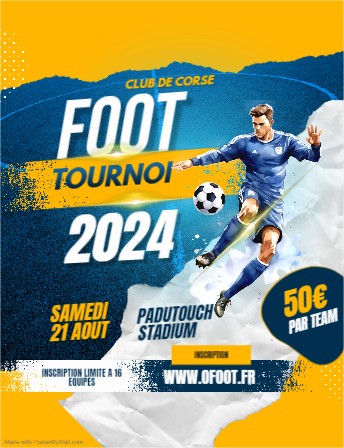 CLUB DE CORSE
FOOT
TOURNOI
2024
SAMEDI
21 AOUT
PADUTOUCH
STADIUM
50€
PAR TEAM
INSCRIPTION
INSCRIPTION LIMITE A 16
EQUIPES
WWW.OFOOT.FR
Made with PosterMyWall.com